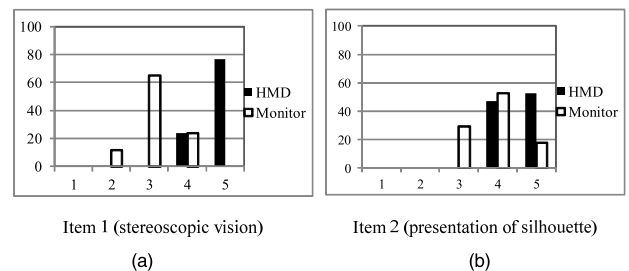 100
80
60
40
20
0
1 2 3 4 5
HMD
Monitor
Item 1 (stereoscopic vision)
(a)
100
80
60
40
20
0
1 2 3 4 5
HMD
Monitor
Item 2 (presentation of silhouette)
(b)